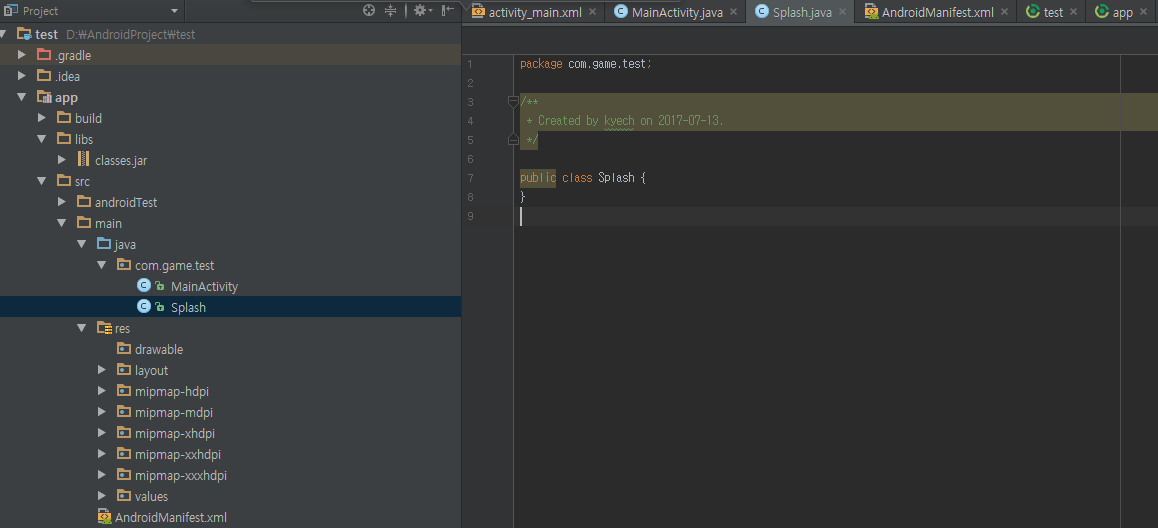 Project
activity_main.xml
MainActivity.java
Splash.java
AndroidManifest.xml
test
app
test D:₩AndroidProject₩test
.gradle
.idea
app
build
libs
classes.jar
src
androidTest
main
java
com.game.test
MainActivity
Splash
res
drawable
layout
mipmap-hdpi
mipmap-mdpi
mipmap-xhdpi
mipmap-xxhdpi
mipmap-xxxhdpi
values
AndroidManifest.xml
1 package com.game.test;
2
3 /**
4 * Created by kyech on 2017-07-13.
5 */
6
7 public class Splash {
8 }
9